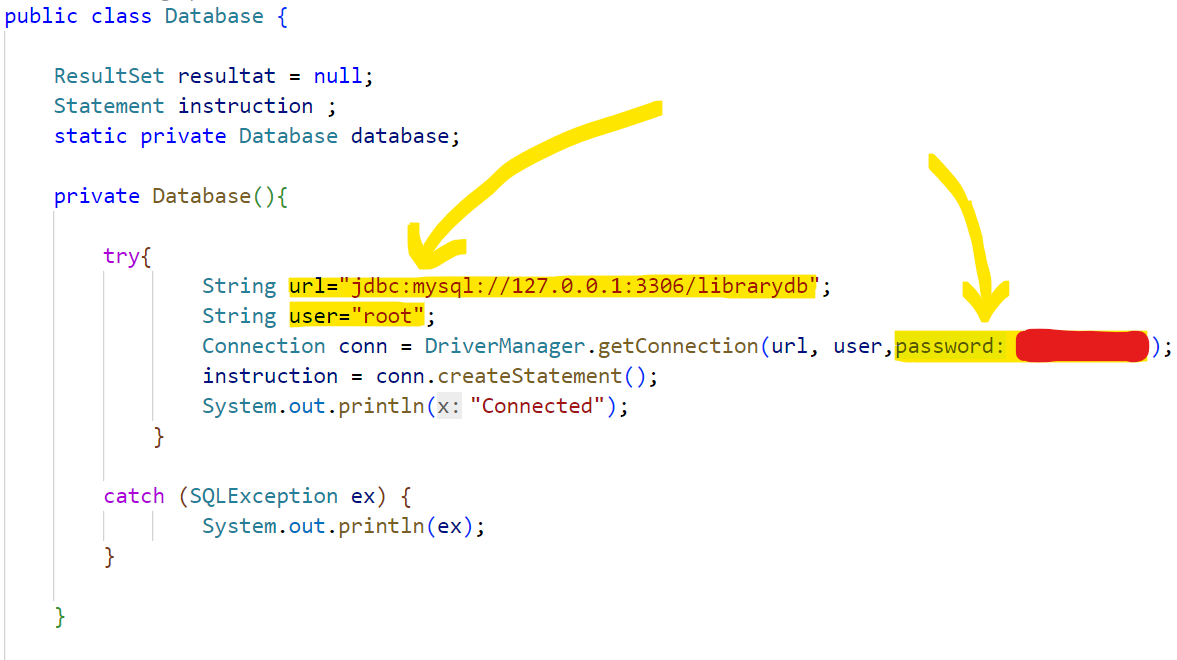 public class Database {
ResultSet resultat = null;
Statement instruction ;
static private Database database;
private Database(){
try{
String url="jdbc:mysql://127.0.0.1:3306/librarydb";
String user="root";
Connection conn = DriverManager.getConnection(url, user,password: );
instruction = conn.createStatement();
System.out.println(x: "Connected");
}
catch (SQLException ex) {
System.out.println(ex);
}
}